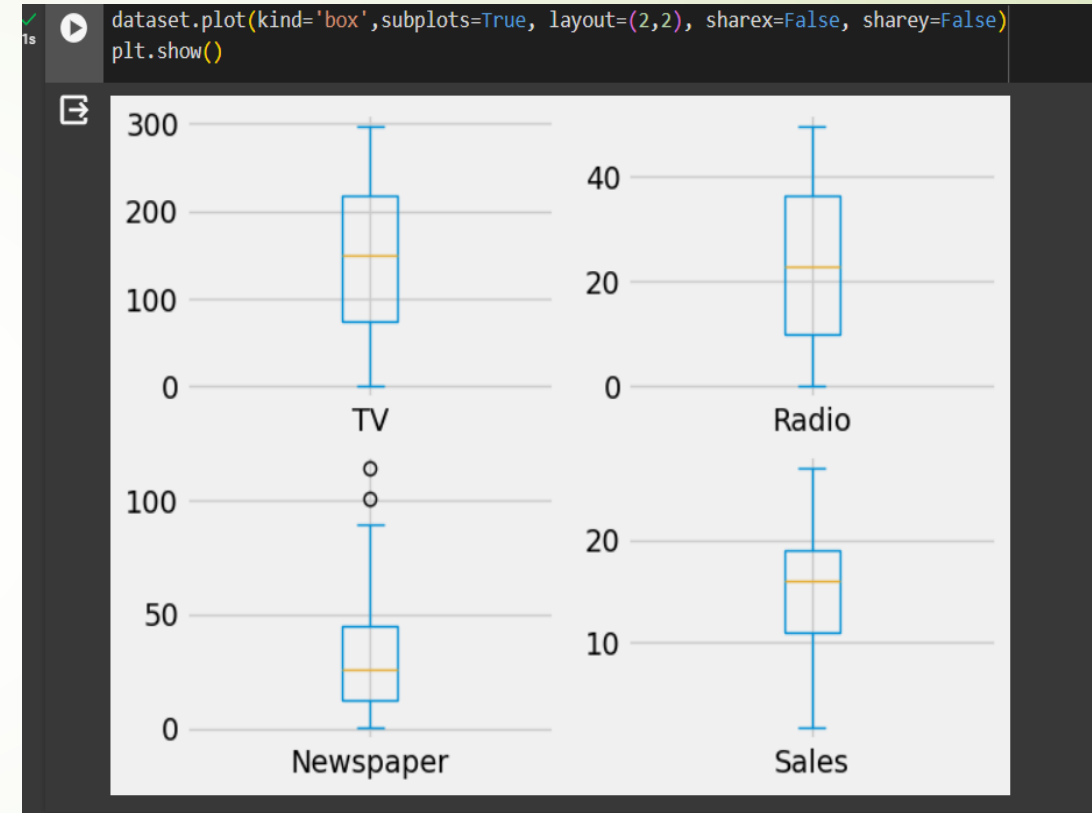 dataset.plot(kind='box',subplots=True, layout=(2,2), sharex=False, sharey=False)
1s
plt.show()
300
200
100
0
TV
40
20
0
Radio
100
50
0
Newspaper
20
10
Sales